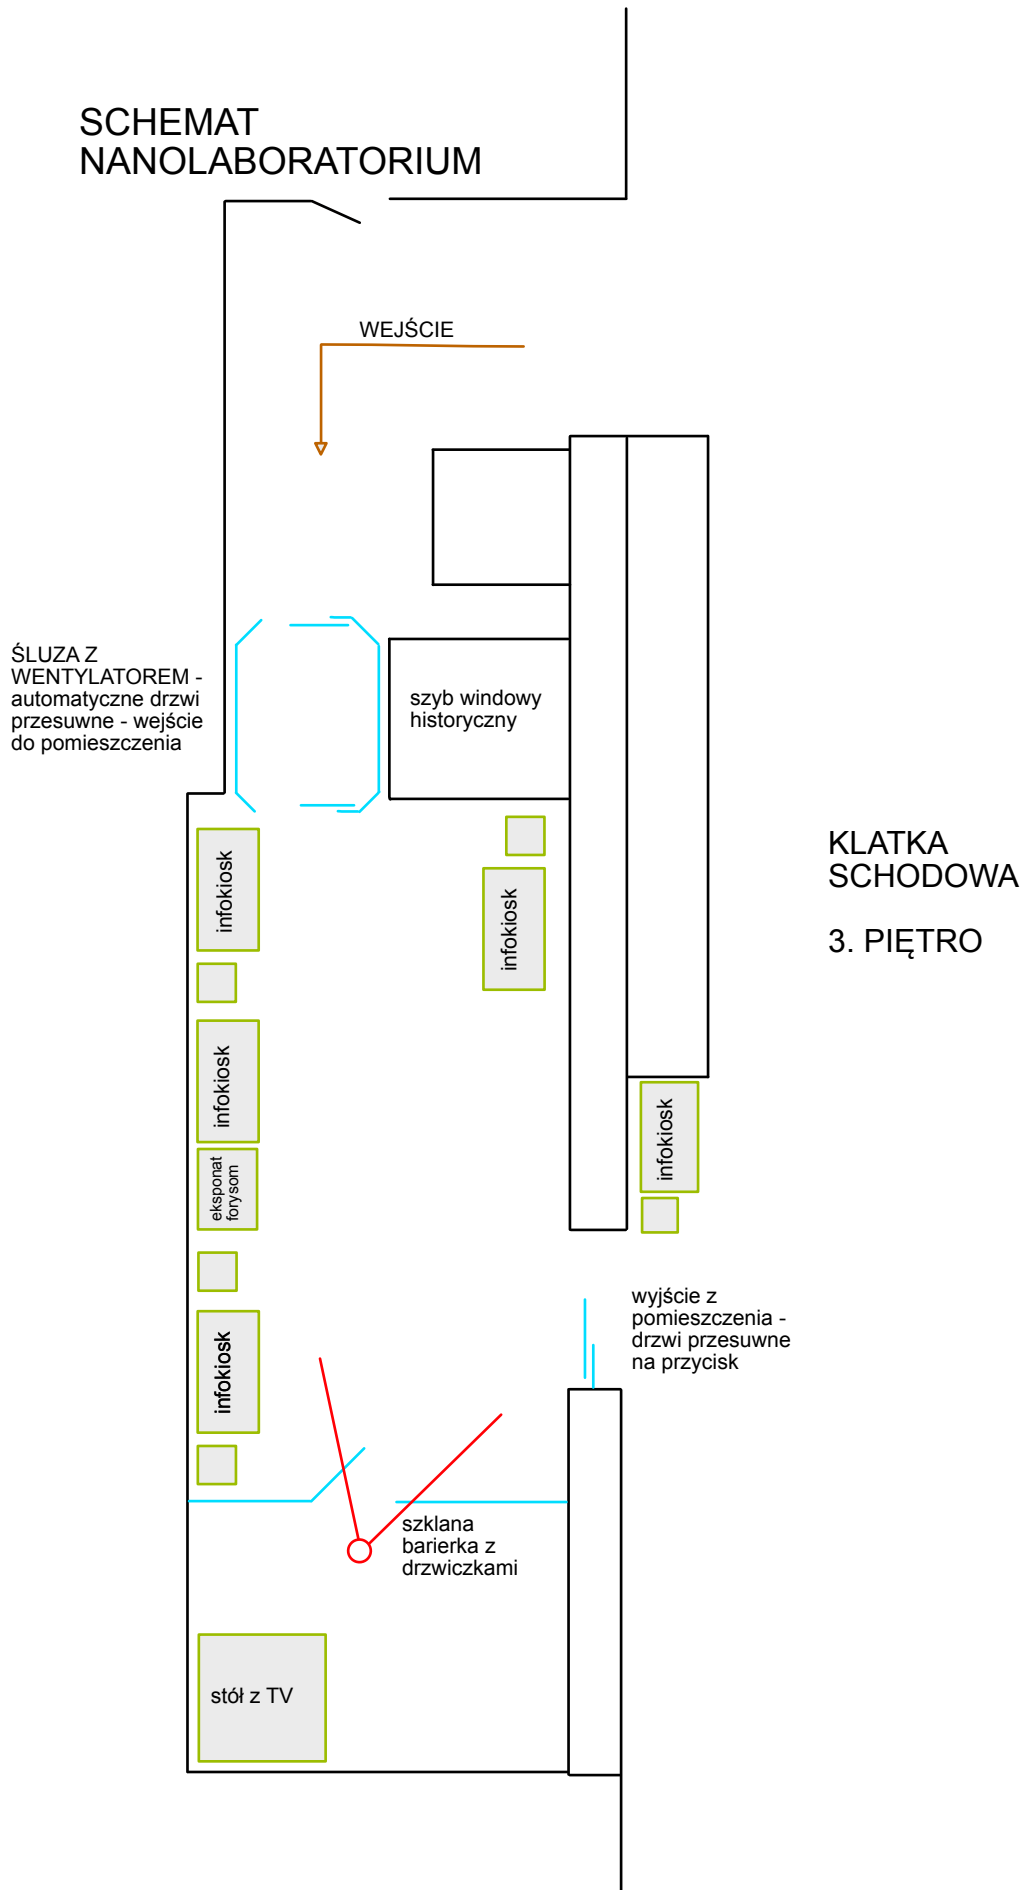 SCHEMAT
NANOLABORATORIUM
WEJŚCIE
ŚLUZA Z
WENTYLATOREM -
automatyczne drzwi
przesuwne - wejście
do pomieszczenia
szyb windowy
historyczny
KLATKA
SCHODOWA
3. PIĘTRO
infokiosk
infokiosk
infokiosk
infokiosk
eksponat
forysom
wyjście z
pomieszczenia -
drzwi przesuwne
na przycisk
infokiosk
szklana
barierka z
drzwiczkami
stół z TV